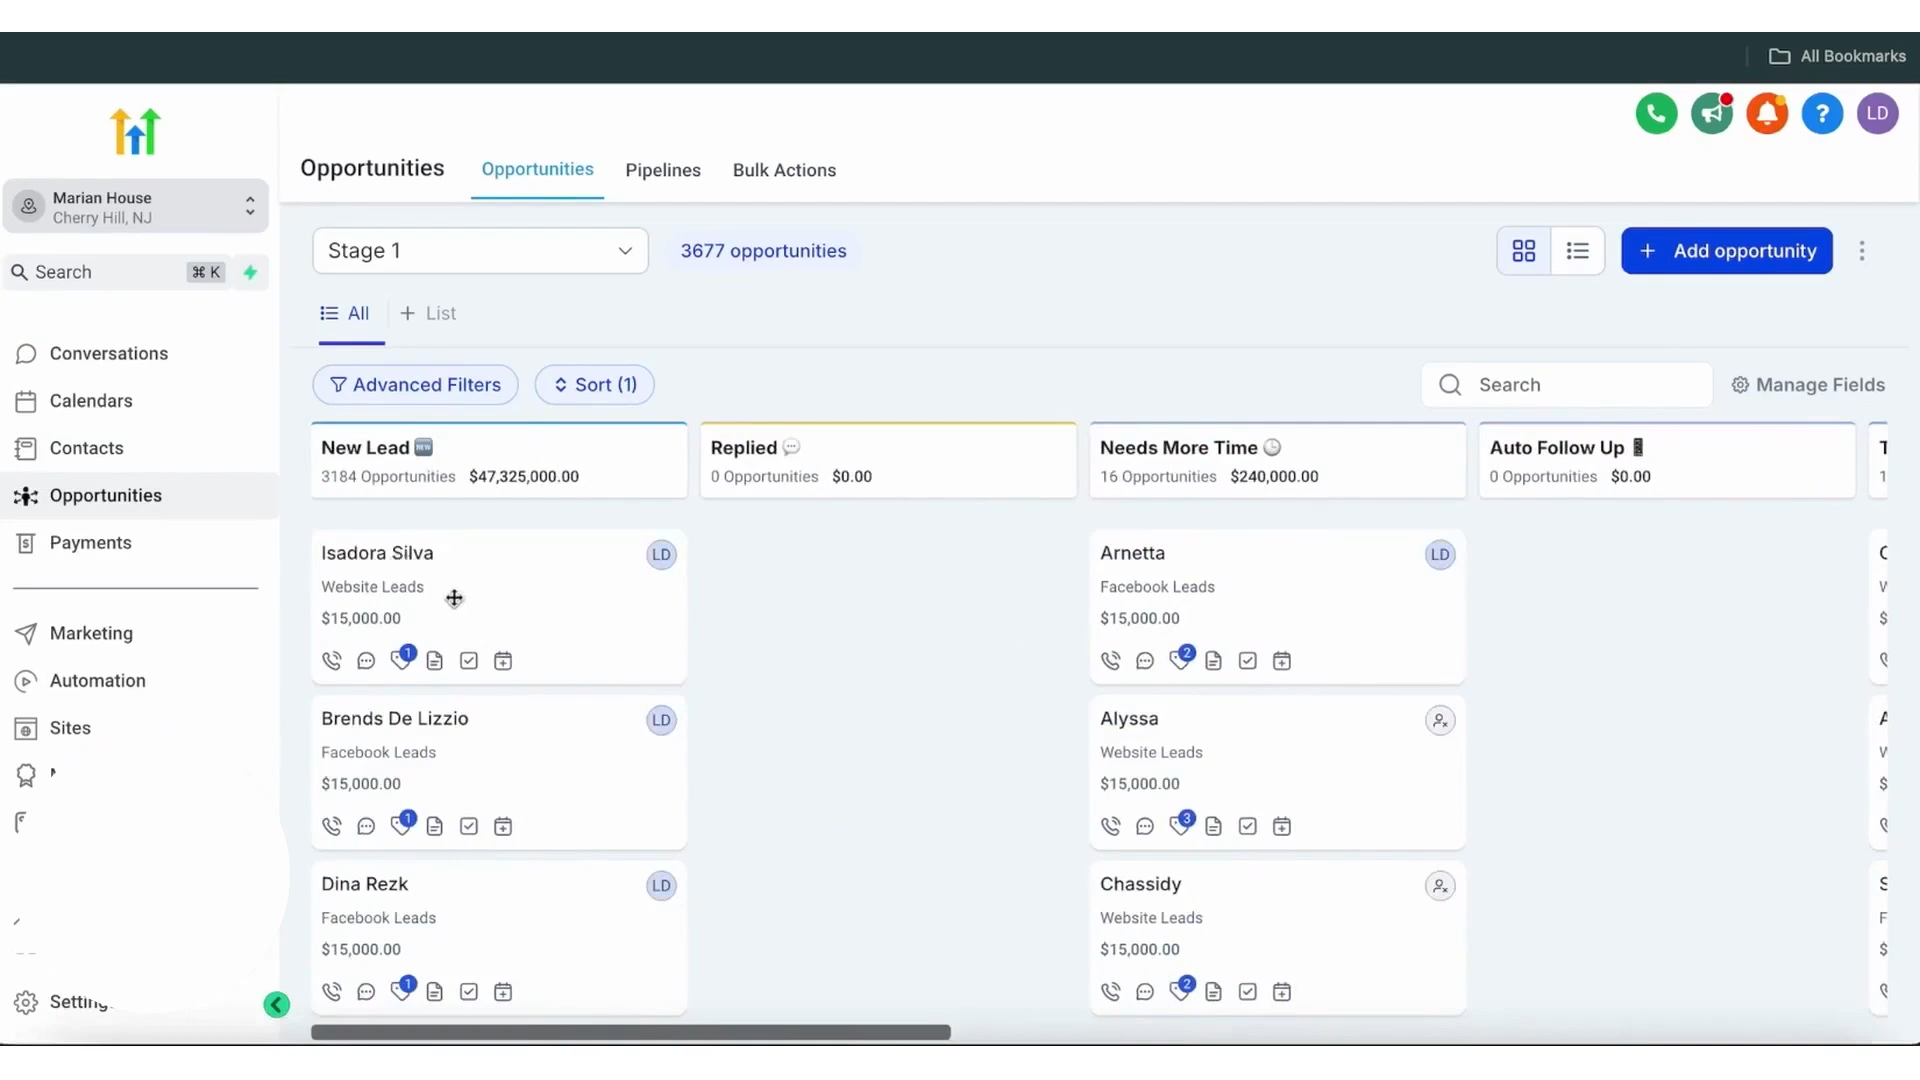 All Bookmarks
LD
Opportunities
Opportunities
Pipelines
Bulk Actions
Marian House
Cherry Hill, NJ
Search
⌘ K
Conversations
Calendars
Contacts
Opportunities
Payments
Marketing
Automation
Sites
Stage 1
3677 opportunities
+ Add opportunity
All
+ List
Advanced Filters
Sort (1)
Search
Manage Fields
New Lead 🆕
3184 Opportunities $47,325,000.00
Replied 💬
0 Opportunities $0.00
Needs More Time 🕒
16 Opportunities $240,000.00
Auto Follow Up 📱
0 Opportunities $0.00
Isadora Silva
LD
Website Leads
$15,000.00
1
Brends De Lizzio
LD
Facebook Leads
$15,000.00
1
Dina Rezk
LD
Facebook Leads
$15,000.00
1
Arnetta
LD
Facebook Leads
$15,000.00
2
Alyssa
Website Leads
$15,000.00
3
Chassidy
Website Leads
$15,000.00
2